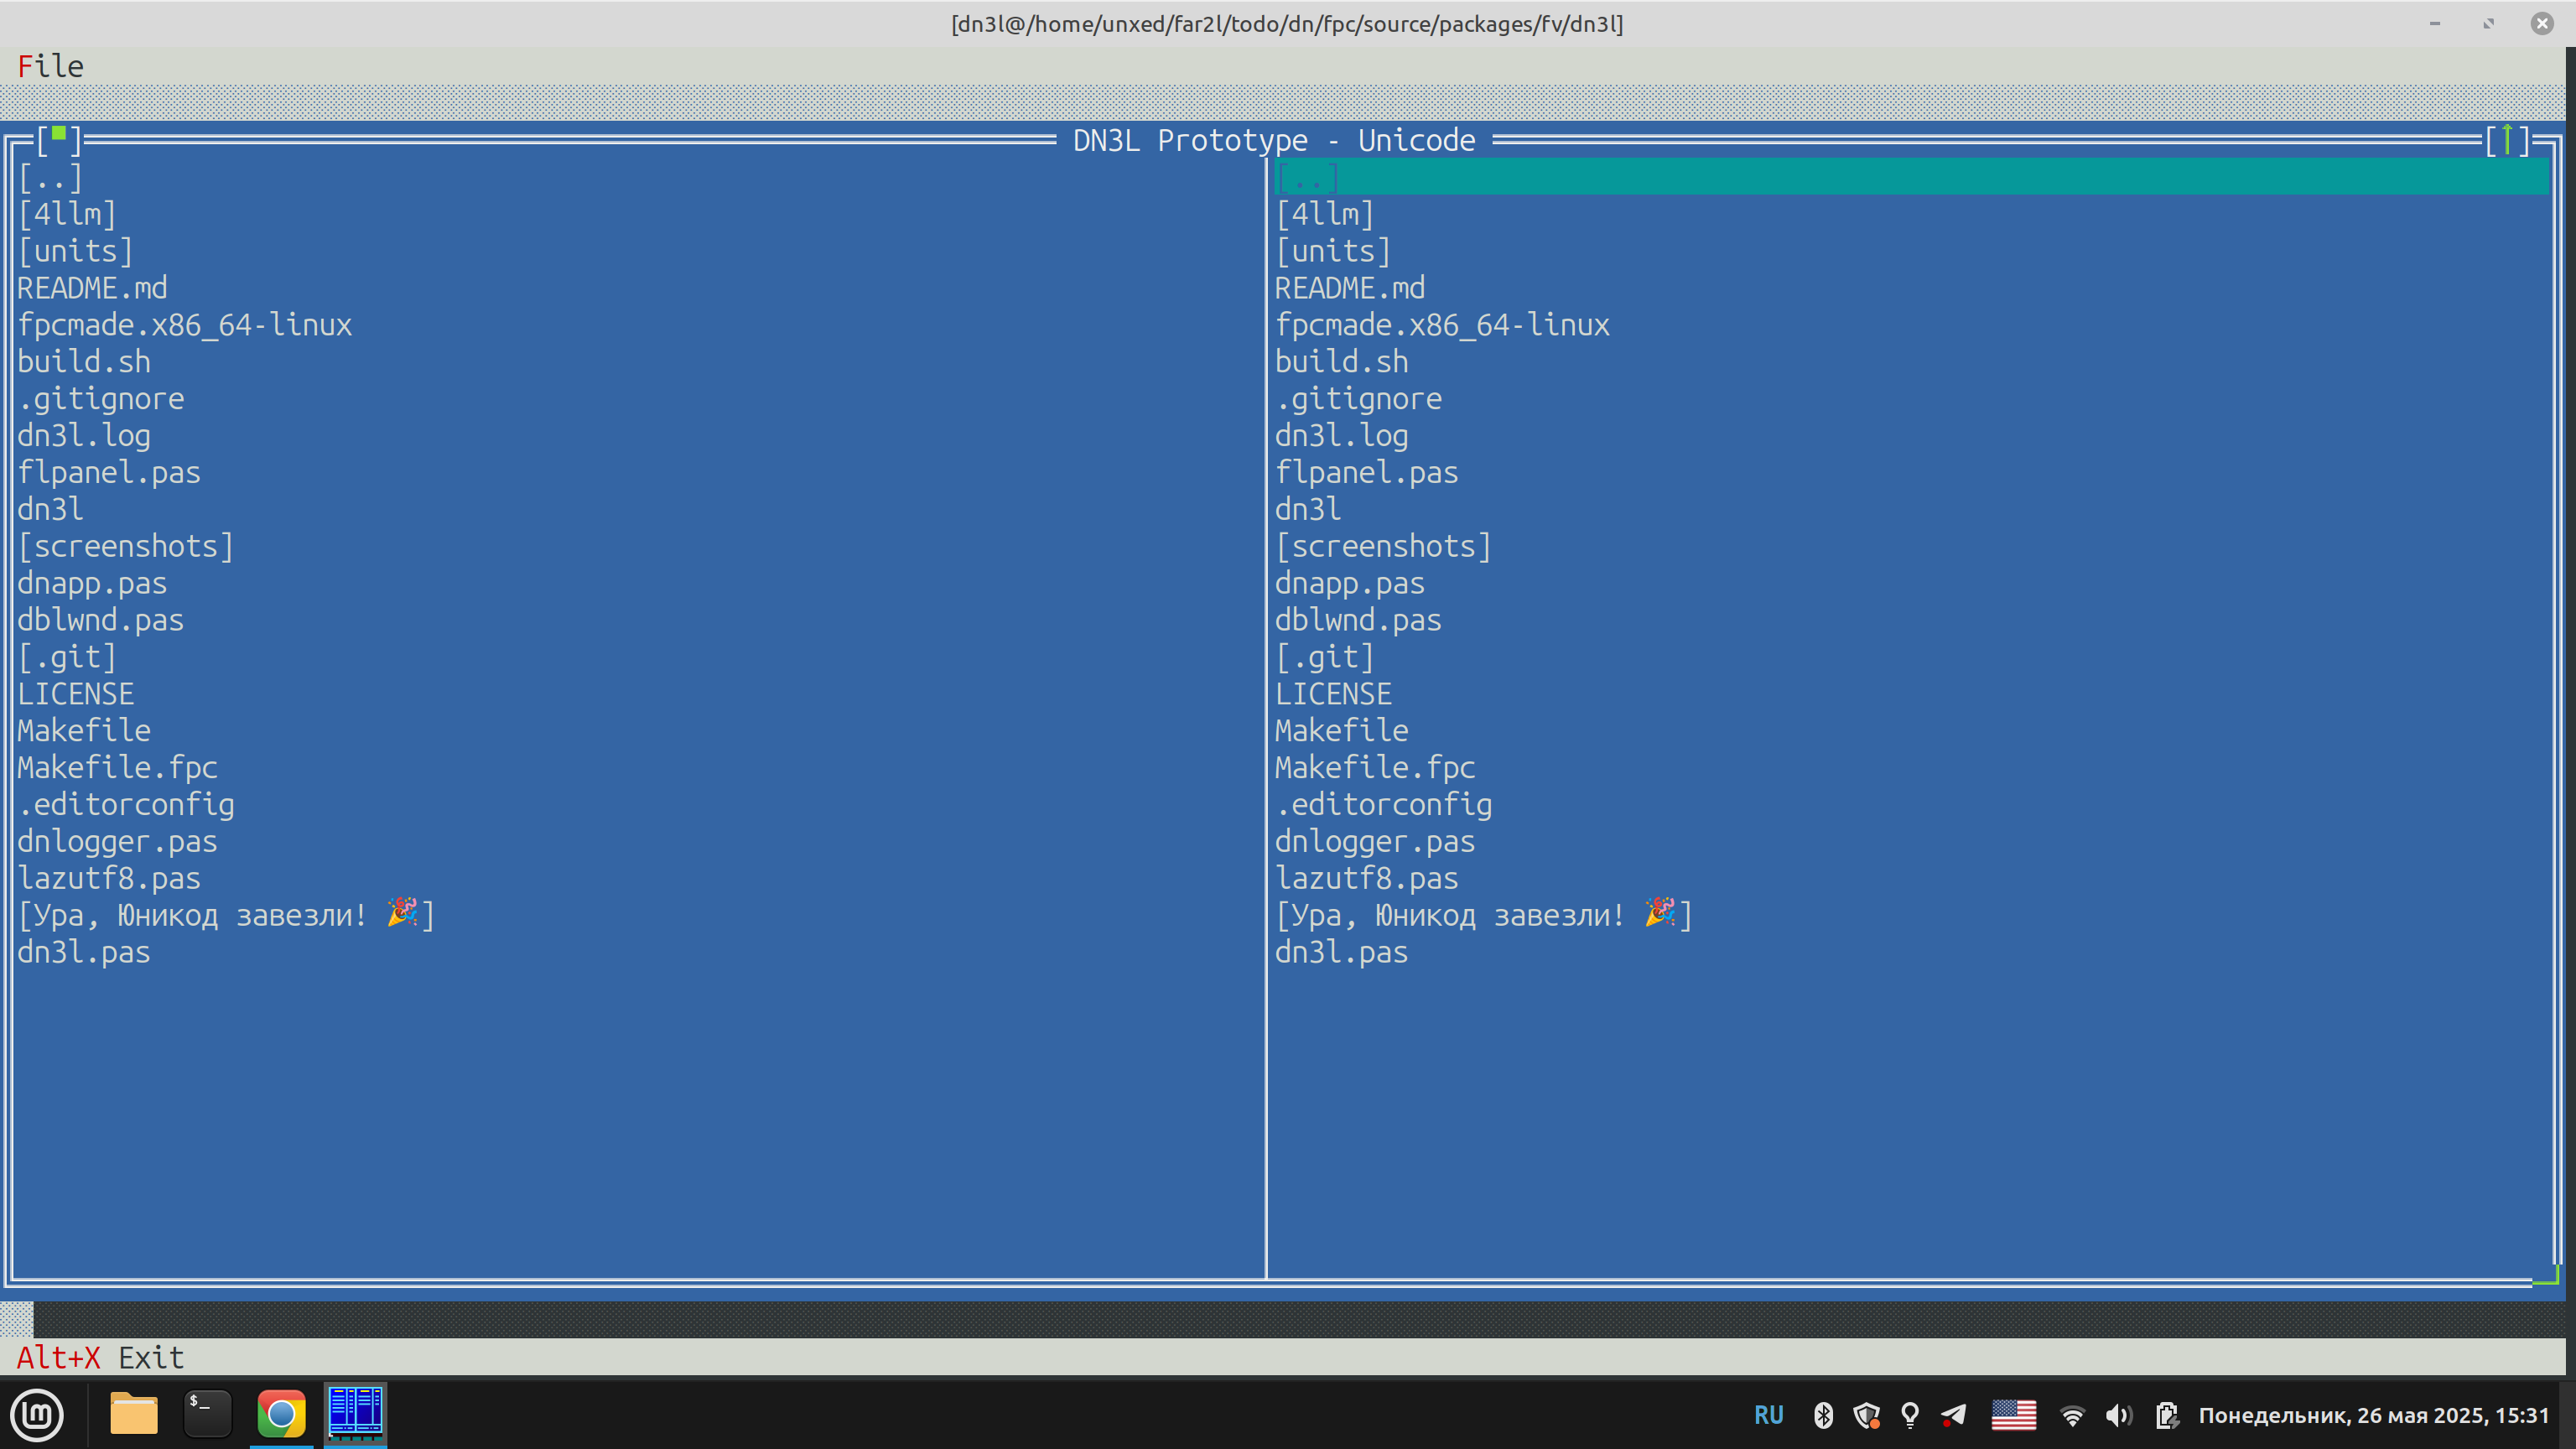 [dn3l@/home/unxed/far2l/todo/dn/fpc/source/packages/fv/dn3l]
File
[■] DN3L Prototype - Unicode [↑]
[..] [..]
[4llm] [4llm]
[units] [units]
README.md README.md
fpcmade.x86_64-linux fpcmade.x86_64-linux
build.sh build.sh
.gitignore .gitignore
dn3l.log dn3l.log
flpanel.pas flpanel.pas
dn3l dn3l
[screenshots] [screenshots]
dnapp.pas dnapp.pas
dblwnd.pas dblwnd.pas
[.git] [.git]
LICENSE LICENSE
Makefile Makefile
Makefile.fpc Makefile.fpc
.editorconfig .editorconfig
dnlogger.pas dnlogger.pas
lazutf8.pas lazutf8.pas
[Ура, Юникод завезли! 🎉] [Ура, Юникод завезли! 🎉]
dn3l.pas dn3l.pas
Alt+X Exit
$_ RU Понедельник, 26 мая 2025, 15:31